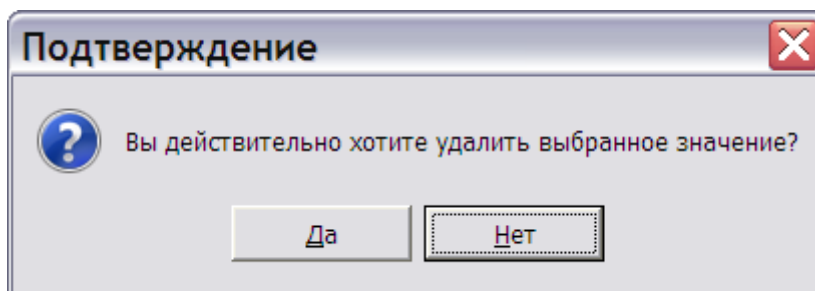 Подтверждение
Вы действительно хотите удалить выбранное значение?
Да
Нет